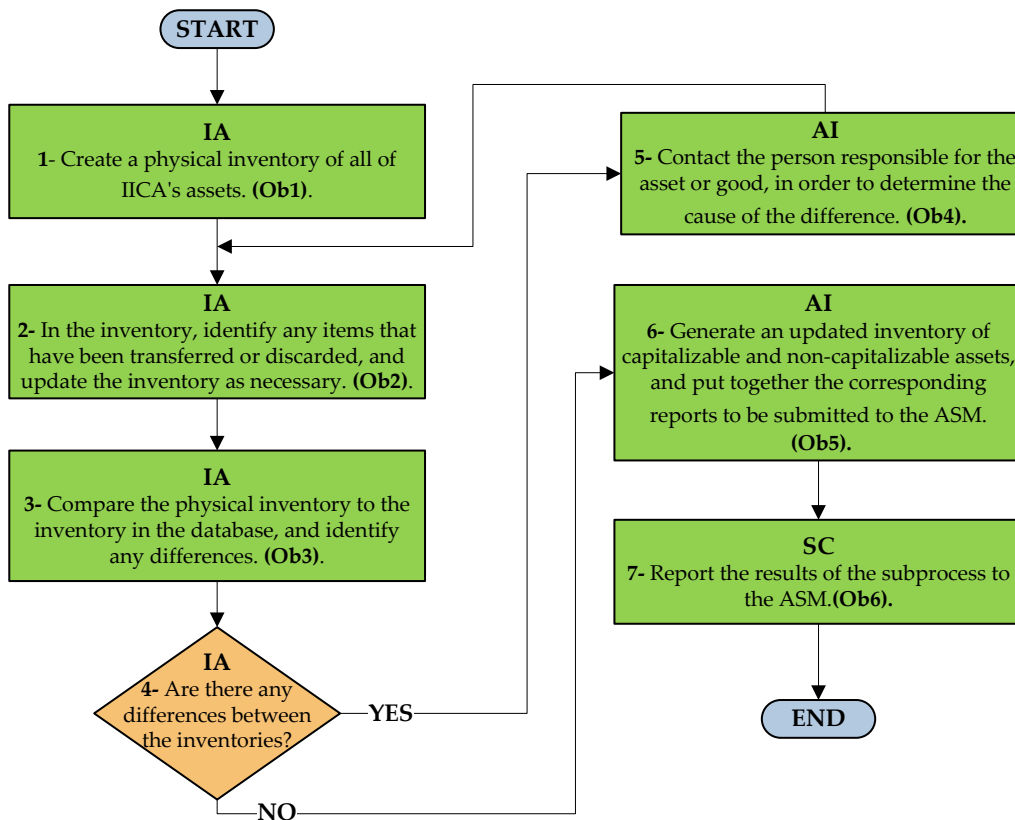 START
IA
1- Create a physical inventory of all of
IICA's assets. (Ob1).
IA
2- In the inventory, identify any items that
have been transferred or discarded, and
update the inventory as necessary. (Ob2).
IA
3- Compare the physical inventory to the
inventory in the database, and identify
any differences. (Ob3).
IA
4- Are there any
differences between
the inventories?
YES
NO
AI
5- Contact the person responsible for the
asset or good, in order to determine the
cause of the difference. (Ob4).
AI
6- Generate an updated inventory of
capitalizable and non-capitalizable assets,
and put together the corresponding
reports to be submitted to the ASM.
(Ob5).
SC
7- Report the results of the subprocess to
the ASM.(Ob6).
END